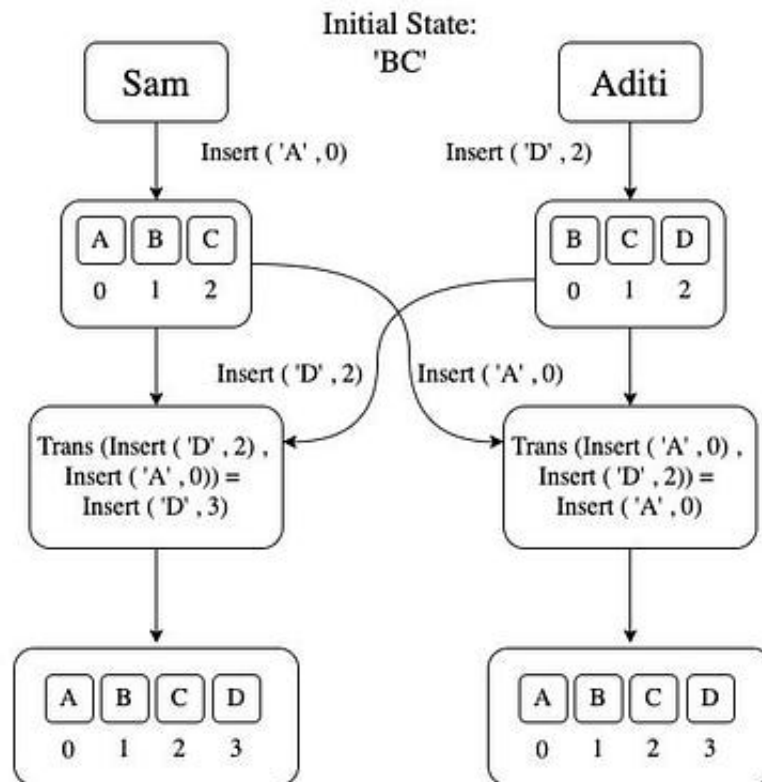 Initial State:
'BC'
Sam
Aditi
Insert ( 'A' , 0)
Insert ( 'D' , 2)
A B C
0 1 2
B C D
0 1 2
Insert ( 'D' , 2)
Insert ( 'A' , 0)
Trans (Insert ( 'D' , 2) ,
Insert ( 'A' , 0)) =
Insert ( 'D' , 3)
Trans (Insert ( 'A' , 0) ,
Insert ( 'D' , 2)) =
Insert ( 'A' , 0)
A B C D
0 1 2 3
A B C D
0 1 2 3